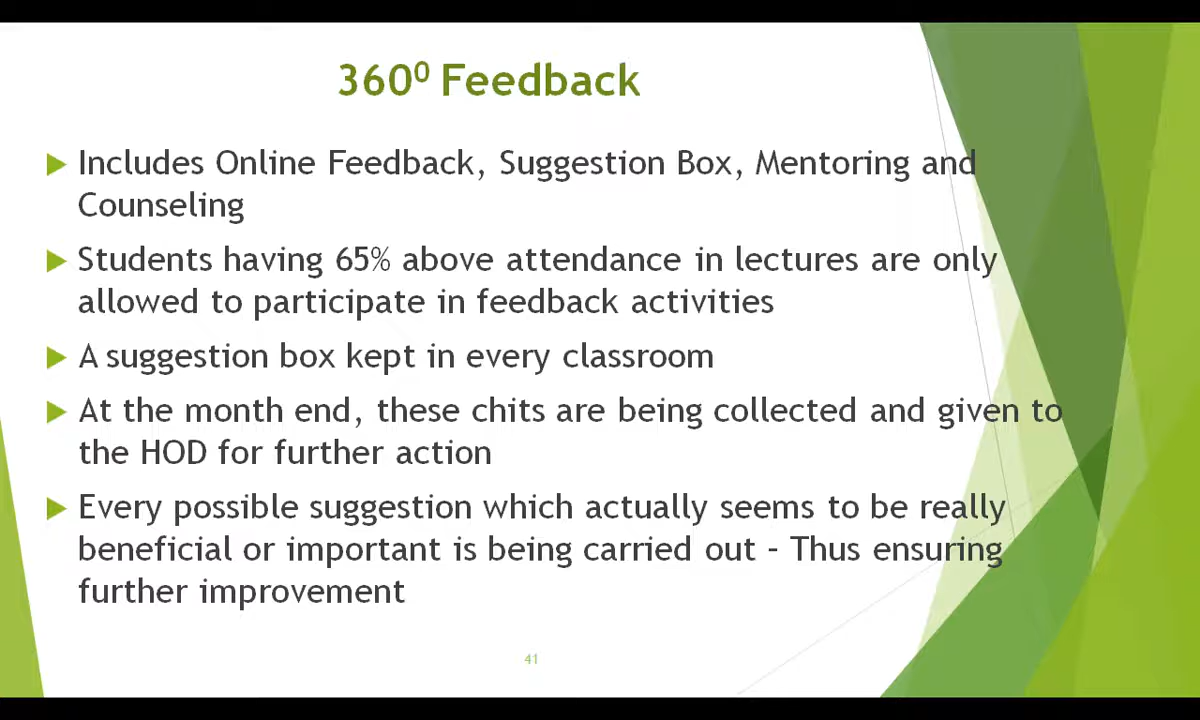 360⁰ Feedback
Includes Online Feedback, Suggestion Box, Mentoring and
Counseling
Students having 65% above attendance in lectures are only
allowed to participate in feedback activities
A suggestion box kept in every classroom
At the month end, these chits are being collected and given to
the HOD for further action
Every possible suggestion which actually seems to be really
beneficial or important is being carried out - Thus ensuring
further improvement
41